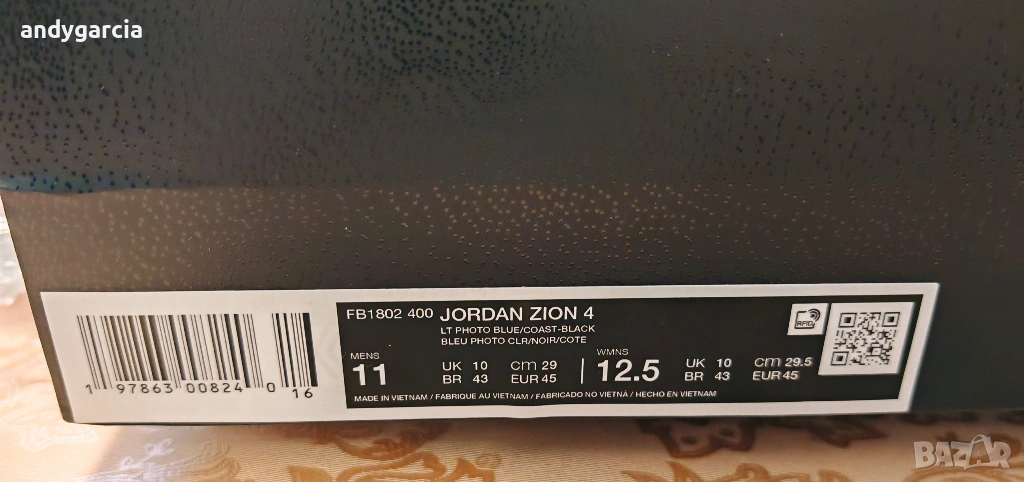 andygarcia
FB1802 400 JORDAN ZION 4
LT PHOTO BLUE/COAST-BLACK
BLEU PHOTO CLR/NOIR/COTE
MENS
11
UK 10 cm 29
BR 43 EUR 45
WMNS
12.5
UK 10 cm 29.5
BR 43 EUR 45
MADE IN VIETNAM / FABRIQUE AU VIETNAM / FABRICADO NO VIETNÃ / HECHO EN VIETNAM
RFID
1 97863 00824 0 16
BAZAR